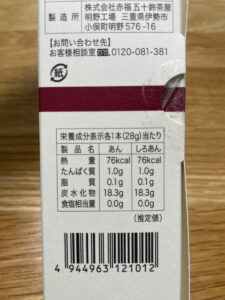 製造所
株式会社赤福 五十鈴茶屋
明野工場 三重県伊勢市
小俣町明野576-16
【お問い合わせ先】
お客様相談室 0120-081-381
紙
栄養成分表示各1本(28g)当たり
製品名 あん しろあん
熱量 76kcal 76kcal
たんぱく質 1.0g 1.0g
脂質 0.1g 0.1g
炭水化物 18.3g 18.3g
食塩相当量 0.0g 0.0g
(推定値)
4 944963 121012